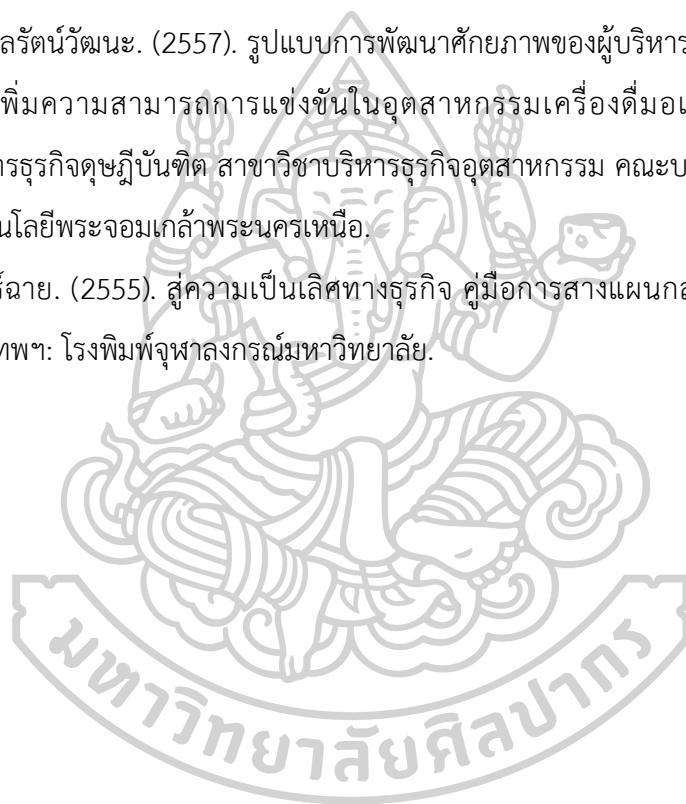 ลรัตน์วัฒนะ. (2557). รูปแบบการพัฒนาศักยภาพของผู้บริหาร
เพิ่มความสามารถการแข่งขันในอุตสาหกรรมเครื่องดื่มอแ
ารธุรกิจดุษฎีบัณฑิต สาขาวิชาบริหารธุรกิจอุตสาหกรรม คณะบ
นโลยีพระจอมเกล้าพระนครเหนือ.
์ฉาย. (2555). สู่ความเป็นเลิศทางธุรกิจ คู่มือการสางแผนกล
ทพฯ: โรงพิมพ์จุฬาลงกรณ์มหาวิทยาลัย.
มหาวิทยาลัยศิลปากร